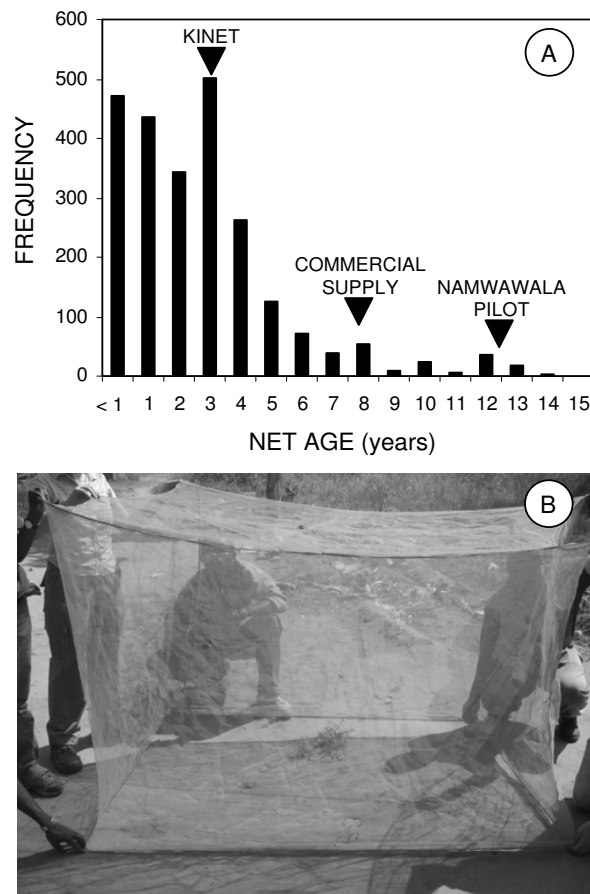 600
500
400
300
200
100
0
FREQUENCY
KINET
COMMERCIAL
SUPPLY
NAMWAWALA
PILOT
A
< 1 1 2 3 4 5 6 7 8 9 10 11 12 13 14 15
NET AGE (years)
B